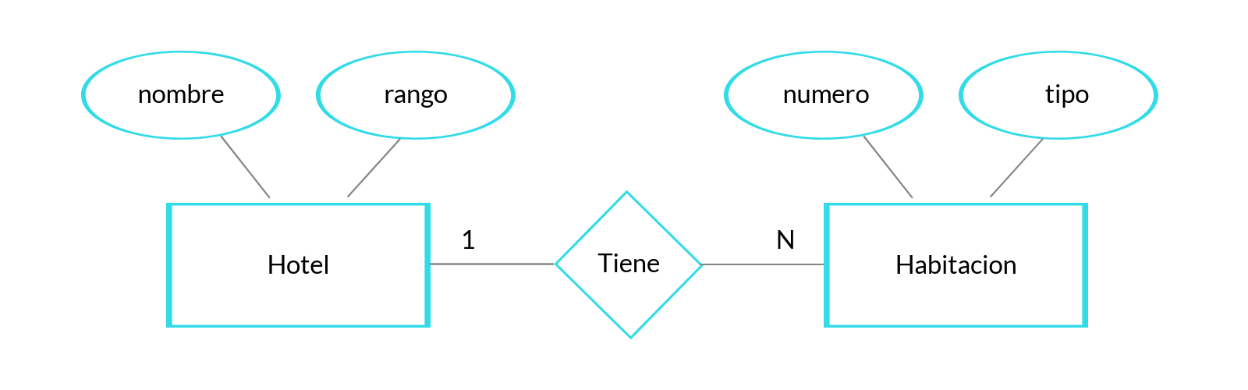 nombre
rango
numero
tipo
Hotel
1
Tiene
N
Habitacion